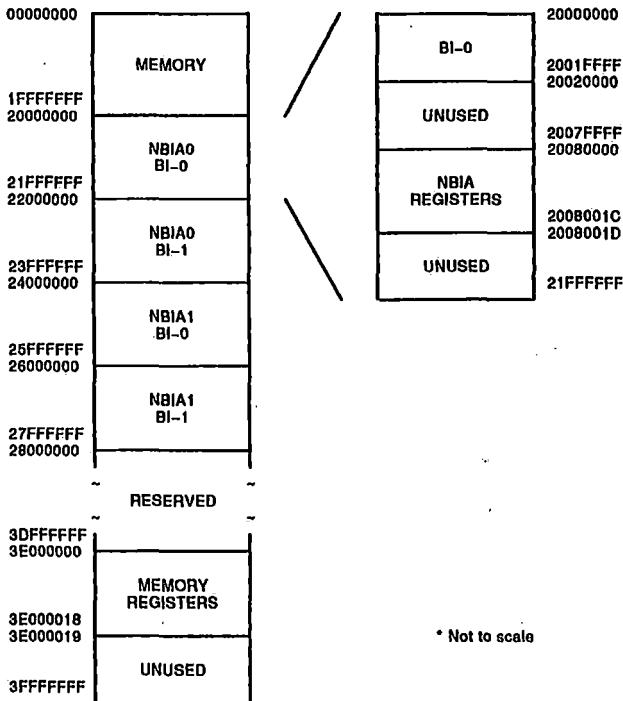 00000000
MEMORY
1FFFFFFF
20000000
NBIA0
BI-0
21FFFFFF
22000000
NBIA0
BI-1
23FFFFFF
24000000
NBIA1
BI-0
25FFFFFF
26000000
NBIA1
BI-1
27FFFFFF
28000000
~ ~
RESERVED
~ ~
3DFFFFFF
3E000000
MEMORY
REGISTERS
3E000018
3E000019
UNUSED
3FFFFFFF
20000000
BI-0
2001FFFF
20020000
UNUSED
2007FFFF
20080000
NBIA
REGISTERS
2008001C
2008001D
UNUSED
21FFFFFF
* Not to scale